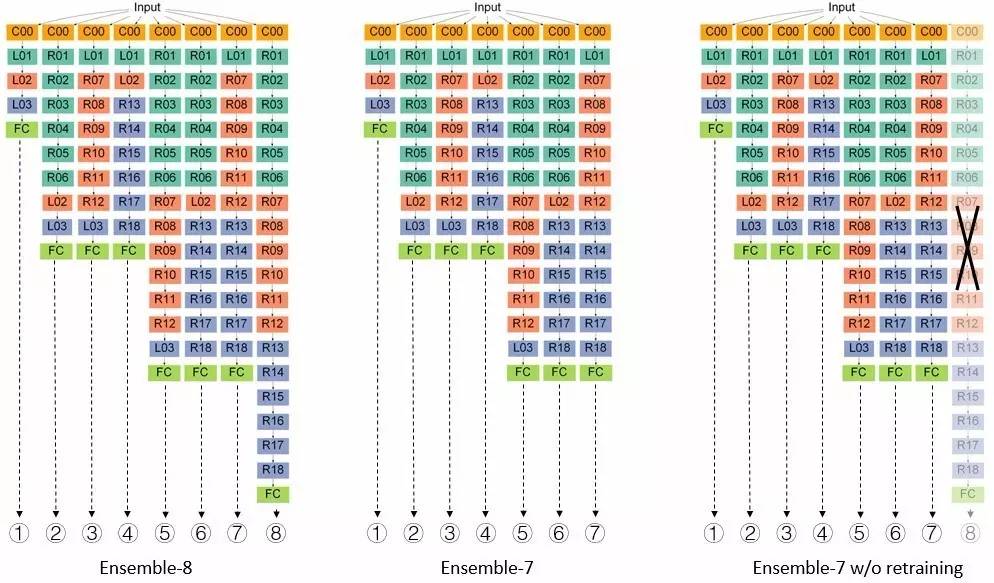 Input
C00 C00 C00 C00 C00 C00 C00 C00
L01 R01 L01 L01 R01 R01 L01 R01
L02 R02 R07 L02 R02 R02 R07 R02
L03 R03 R08 R13 R03 R03 R08 R03
FC R04 R09 R14 R04 R04 R09 R04
R05 R10 R15 R05 R05 R10 R05
R06 R11 R16 R06 R06 R11 R06
L02 R12 R17 R07 L02 R12 R07
L03 L03 R18 R08 R13 R13 R08
FC FC FC R09 R14 R14 R09
R10 R15 R15 R10
R11 R16 R16 R11
R12 R17 R17 R12
L03 R18 R18 R13
FC FC FC R14
R15
R16
R17
R18
FC
① ② ③ ④ ⑤ ⑥ ⑦ ⑧
Ensemble-8
Input
C00 C00 C00 C00 C00 C00 C00
L01 R01 L01 L01 R01 R01 L01
L02 R02 R07 L02 R02 R02 R07
L03 R03 R08 R13 R03 R03 R08
FC R04 R09 R14 R04 R04 R09
R05 R10 R15 R05 R05 R10
R06 R11 R16 R06 R06 R11
L02 R12 R17 R07 L02 R12
L03 L03 R18 R08 R13 R13
FC FC FC R09 R14 R14
R10 R15 R15
R11 R16 R16
R12 R17 R17
L03 R18 R18
FC FC FC
① ② ③ ④ ⑤ ⑥ ⑦
Ensemble-7
Input
C00 C00 C00 C00 C00 C00 C00 C00
L01 R01 L01 L01 R01 R01 L01 R01
L02 R02 R07 L02 R02 R02 R07 R02
L03 R03 R08 R13 R03 R03 R08 R03
FC R04 R09 R14 R04 R04 R09 R04
R05 R10 R15 R05 R05 R10 R05
R06 R11 R16 R06 R06 R11 R06
L02 R12 R17 R07 L02 R12 R07
L03 L03 R18 R08 R13 R13
FC FC FC R09 R14 R14
R10 R15 R15
R11 R16 R16 R11
R12 R17 R17 R12
L03 R18 R18 R13
FC FC FC R14
R15
R16
R17
R18
FC
① ② ③ ④ ⑤ ⑥ ⑦ ⑧
Ensemble-7 w/o retraining